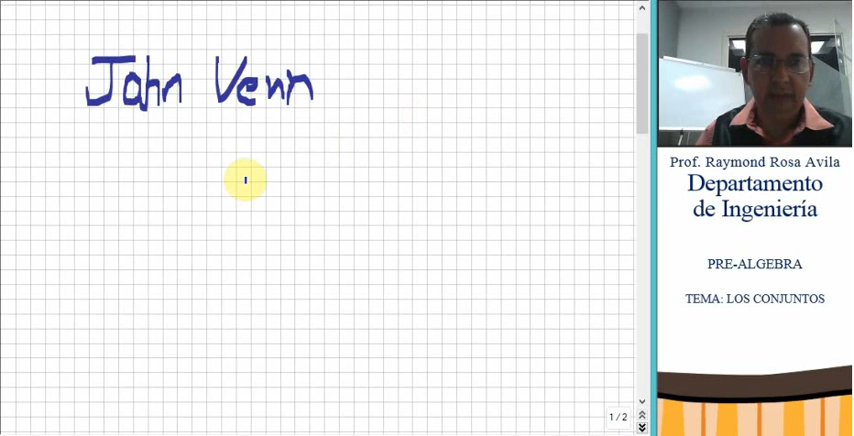 John Venn
Prof. Raymond Rosa Avila
Departamento
de Ingeniería
PRE-ALGEBRA
TEMA: LOS CONJUNTOS
1/2